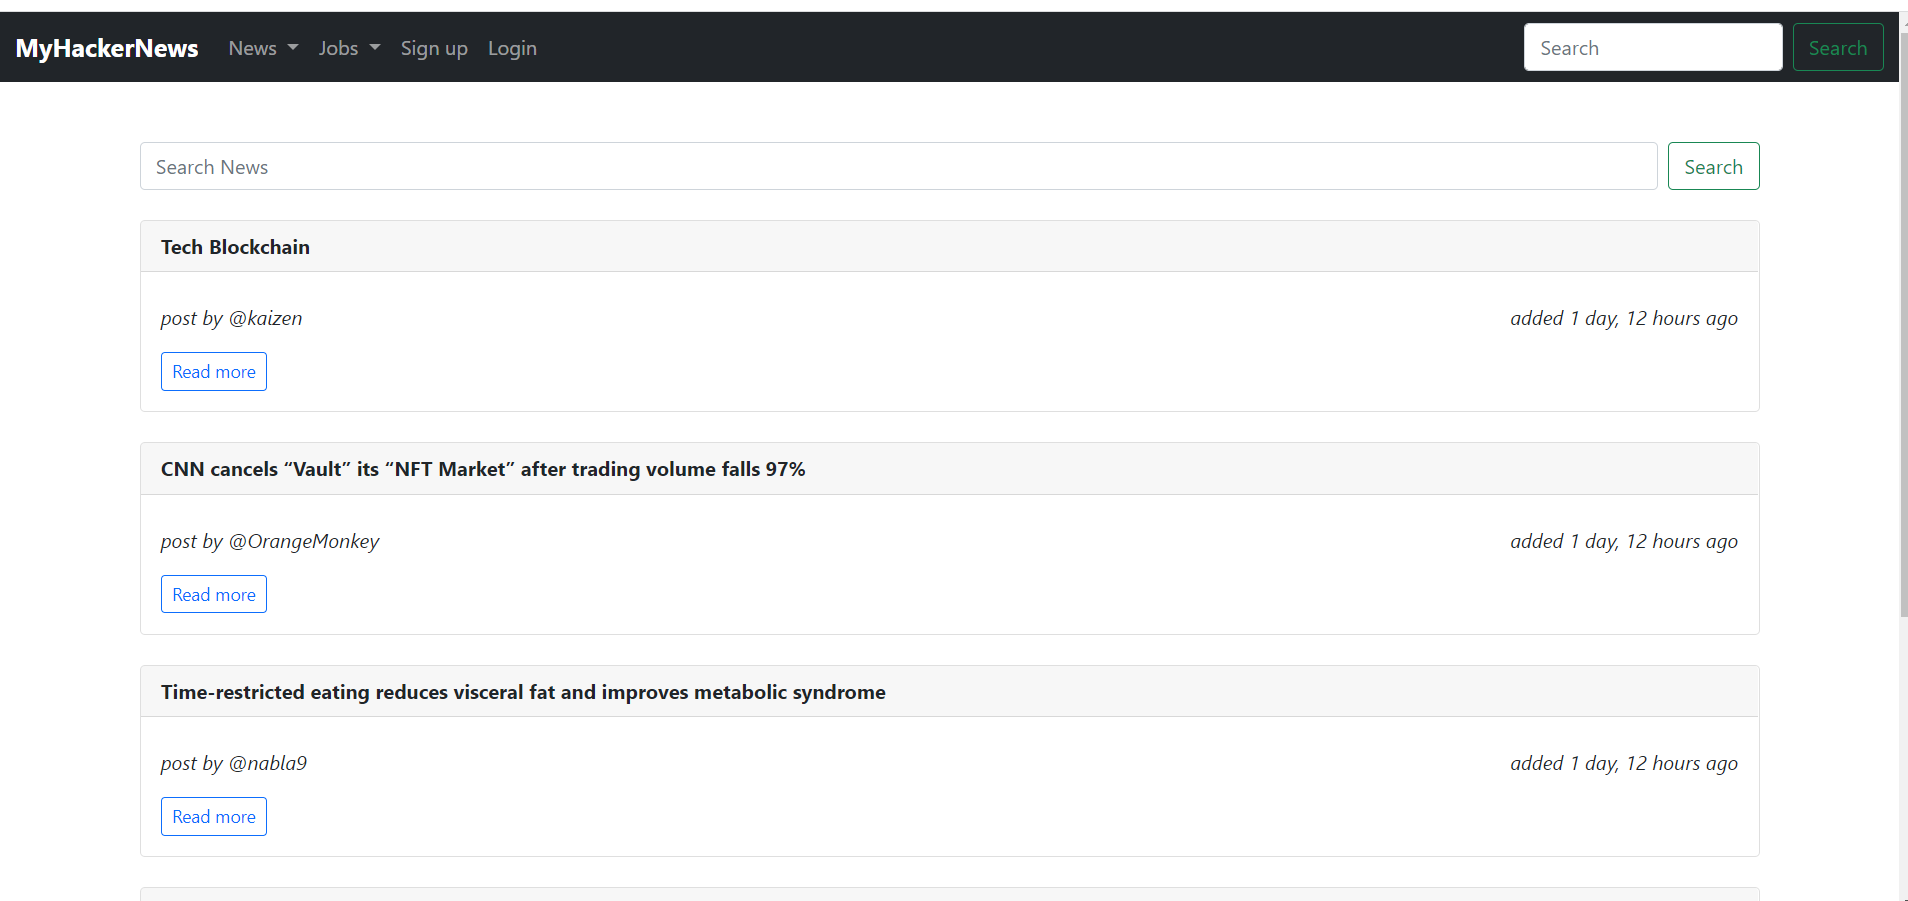 MyHackerNews News Jobs Sign up Login Search Search
Search News Search
Tech Blockchain
post by @kaizen added 1 day, 12 hours ago
Read more
CNN cancels “Vault” its “NFT Market” after trading volume falls 97%
post by @OrangeMonkey added 1 day, 12 hours ago
Read more
Time-restricted eating reduces visceral fat and improves metabolic syndrome
post by @nabla9 added 1 day, 12 hours ago
Read more